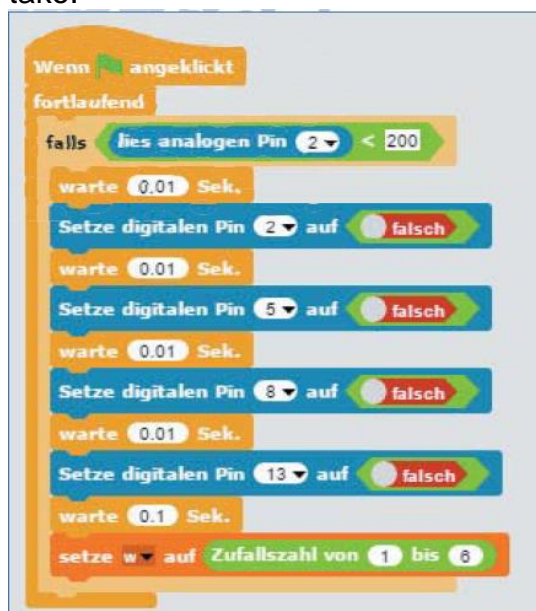 Wenn angeklickt
fortlaufend
falls lies analogen Pin 2 < 200
warte 0.01 Sek.
Setze digitalen Pin 2 auf falsch
warte 0.01 Sek.
Setze digitalen Pin 5 auf falsch
warte 0.01 Sek.
Setze digitalen Pin 8 auf falsch
warte 0.01 Sek.
Setze digitalen Pin 13 auf falsch
warte 0.1 Sek.
setze w auf Zufallszahl von 1 bis 6